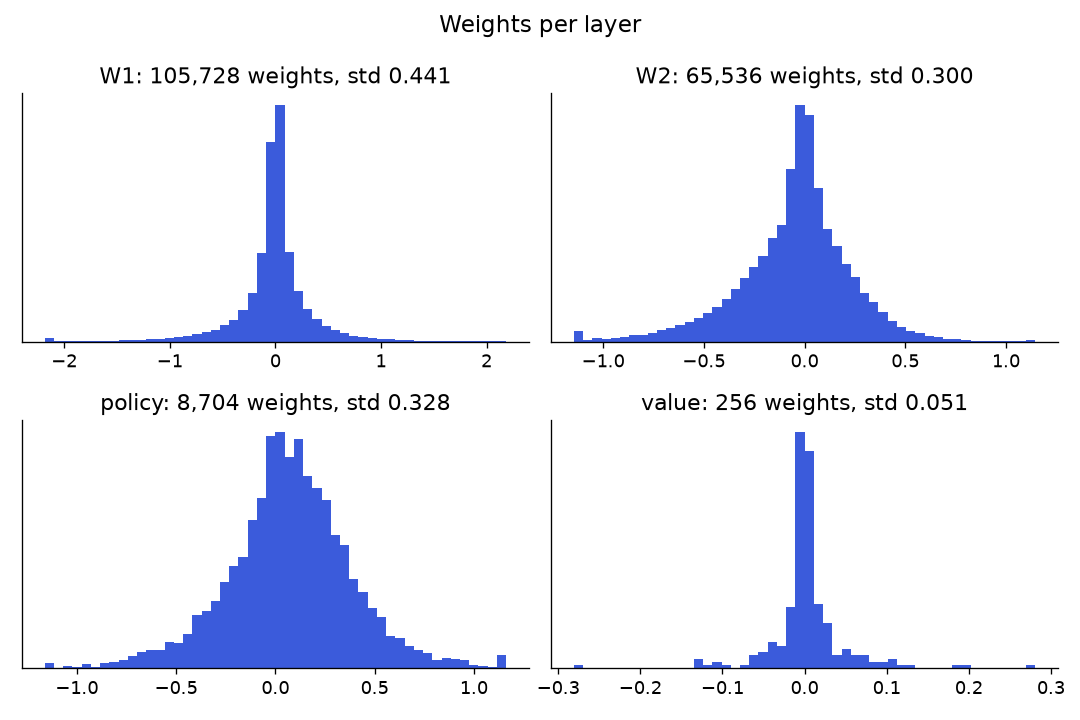 Weights per layer
W1: 105,728 weights, std 0.441
W2: 65,536 weights, std 0.300
−2 −1 0 1 2
−1.0 −0.5 0.0 0.5 1.0
policy: 8,704 weights, std 0.328
value: 256 weights, std 0.051
−1.0 −0.5 0.0 0.5 1.0
−0.3 −0.2 −0.1 0.0 0.1 0.2 0.3